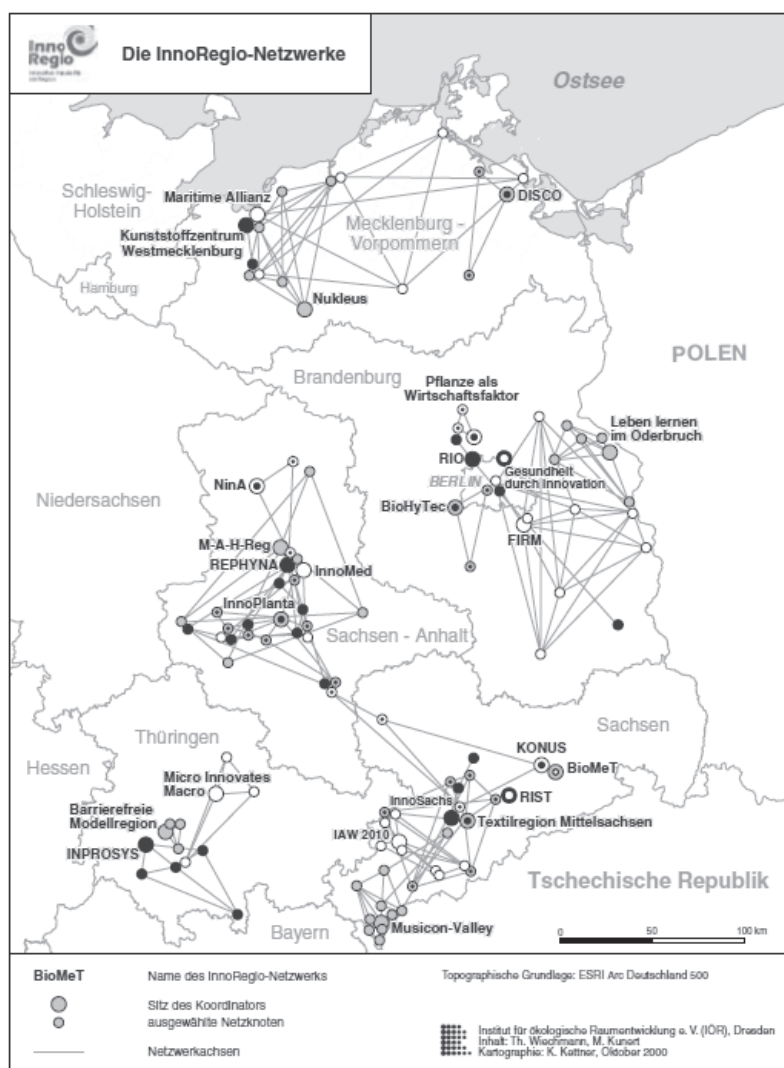 Inno
Regio
Die InnoRegio-Netzwerke
Ostsee
Schleswig-
Holstein
Maritime Allianz
DISCO
Mecklenburg -
Vorpommern
Kunststoffzentrum
Westmecklenburg
Hamburg
Nukleus
POLEN
Brandenburg
Pflanze als
Wirtschaftsfaktor
Leben lernen
im Oderbruch
RIO
Gesundheit
durch Innovation
BERLIN
NinA
Niedersachsen
BioHyTec
FIRM
M-A-H-Reg
REPHYNA
InnoMed
InnoPlanta
Sachsen - Anhalt
Sachsen
Thüringen
KONUS
Hessen
BioMeT
Micro Innovates
Macro
InnoSachs
RIST
Barrierefreie
Modellregion
Textilregion Mittelsachsen
IAW 2010
INPROSYS
Tschechische Republik
Musicon-Valley
Bayern
0 50 100 km
BioMeT Name des InnoRegio-Netzwerks
Topographische Grundlage: ESRI Arc Deutschland 500
Sitz des Koordinators
ausgewählte Netzknoten
Netzwerkachsen
Institut für ökologische Raumentwicklung e. V. (IÖR), Dresden
Inhalt: Th. Wiechmann, M. Kunert
Kartographie: K. Kettner, Oktober 2000